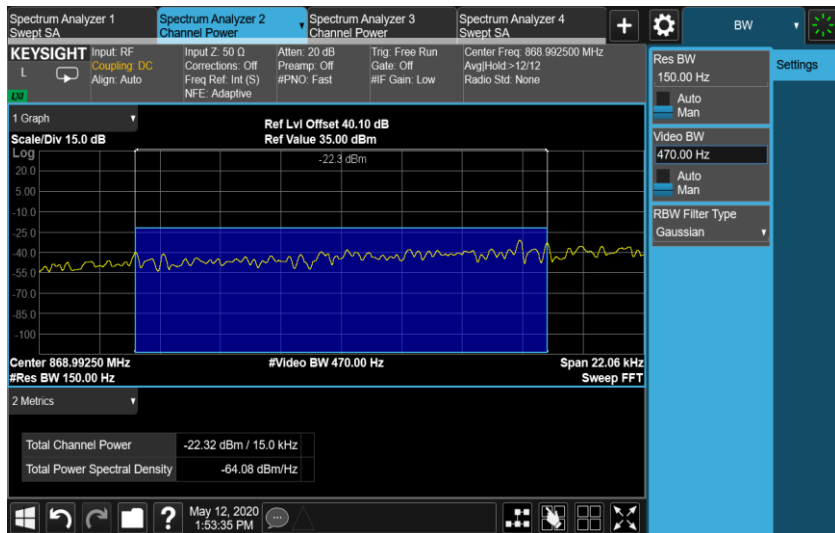 Spectrum Analyzer 1
Swept SA
Spectrum Analyzer 2
Channel Power
Spectrum Analyzer 3
Channel Power
Spectrum Analyzer 4
Swept SA
+
BW
KEYSIGHT
L
LXI
Input: RF
Coupling: DC
Align: Auto
Input Z: 50 Ω
Corrections: Off
Freq Ref: Int (S)
NFE: Adaptive
Atten: 20 dB
Preamp: Off
#PNO: Fast
Trig: Free Run
Gate: Off
#IF Gain: Low
Center Freq: 868.992500 MHz
Avg|Hold:>12/12
Radio Std: None
Res BW
150.00 Hz
Auto
Man
Settings
Video BW
470.00 Hz
Auto
Man
RBW Filter Type
Gaussian
1 Graph
Scale/Div 15.0 dB
Ref Lvl Offset 40.10 dB
Ref Value 35.00 dBm
Log
-22.3 dBm
20.0
5.00
-10.0
-25.0
-40.0
-55.0
-70.0
-85.0
-100
Center 868.99250 MHz
#Res BW 150.00 Hz
#Video BW 470.00 Hz
Span 22.06 kHz
Sweep FFT
2 Metrics
Total Channel Power -22.32 dBm / 15.0 kHz
Total Power Spectral Density -64.08 dBm/Hz
?
May 12, 2020
1:53:35 PM